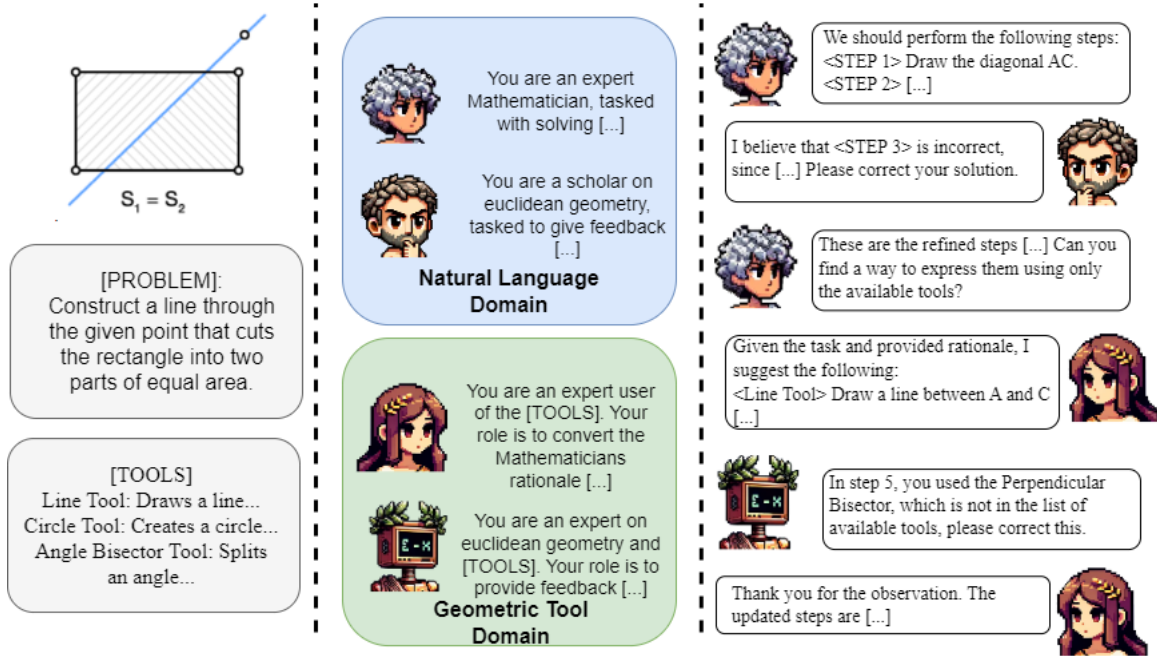 S₁ = S₂
[PROBLEM]:
Construct a line through
the given point that cuts
the rectangle into two
parts of equal area.
[TOOLS]
Line Tool: Draws a line...
Circle Tool: Creates a circle...
Angle Bisector Tool: Splits
an angle...
You are an expert
Mathematician, tasked
with solving [...]
You are a scholar on
euclidean geometry,
tasked to give feedback
[...]
Natural Language
Domain
You are an expert user
of the [TOOLS]. Your
role is to convert the
Mathematicians
rationale [...]
You are an expert on
euclidean geometry and
[TOOLS]. Your role is to
provide feedback [...]
Geometric Tool
Domain
We should perform the following steps:
<STEP 1> Draw the diagonal AC.
<STEP 2> [...]
I believe that <STEP 3> is incorrect,
since [...] Please correct your solution.
These are the refined steps [...] Can you
find a way to express them using only
the available tools?
Given the task and provided rationale, I
suggest the following:
<Line Tool> Draw a line between A and C
[...]
In step 5, you used the Perpendicular
Bisector, which is not in the list of
available tools, please correct this.
Thank you for the observation. The
updated steps are [...]